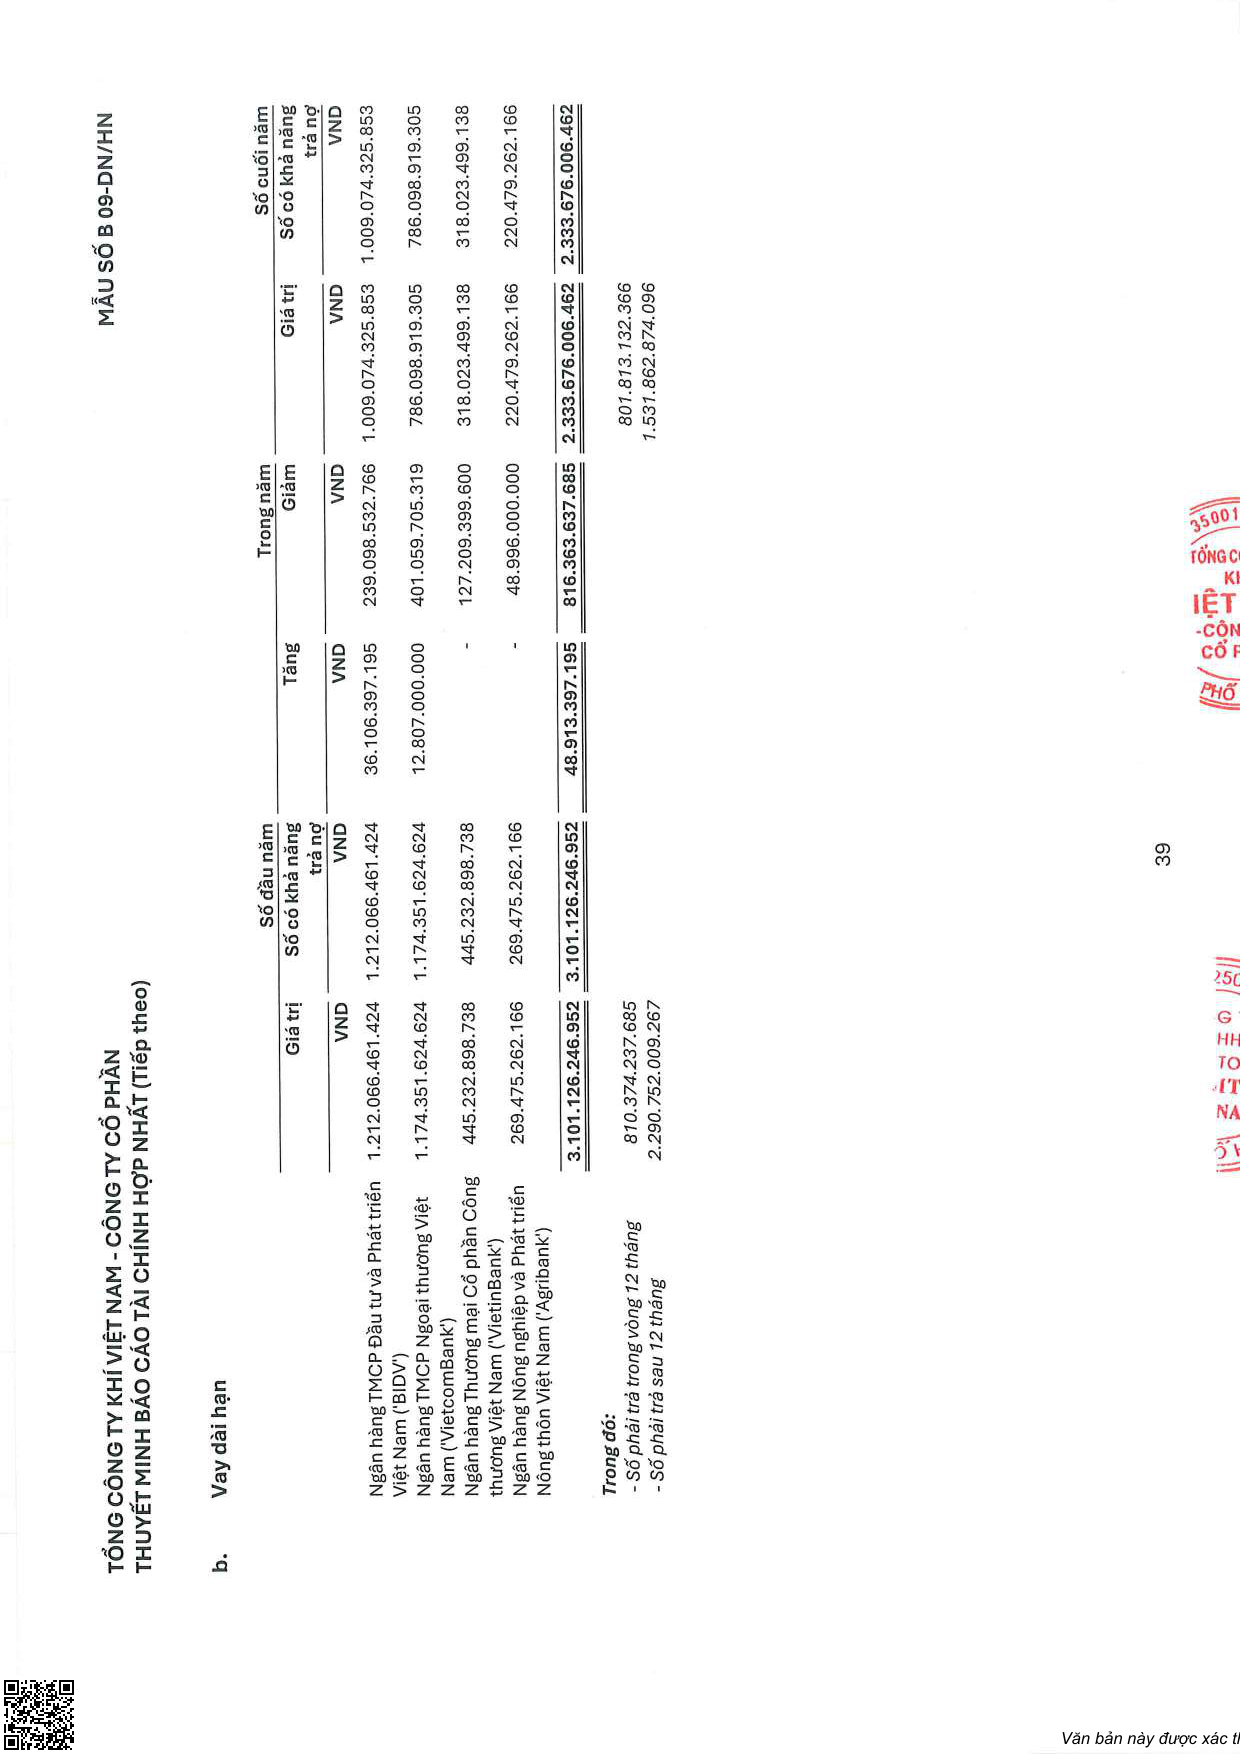 TỔNG CÔNG TY KHÍ VIỆT NAM - CÔNG TY CỔ PHẦN
THUYẾT MINH BÁO CÁO TÀI CHÍNH HỢP NHẤT (Tiếp theo)
MẪU SỐ B 09-DN/HN
b. Vay dài hạn
Số đầu năm Trong năm Số cuối năm
Giá trị Số có khả năng Tăng Giảm Giá trị Số có khả năng
trả nợ trả nợ
VND VND VND VND VND VND
Ngân hàng TMCP Đầu tư và Phát triển 1.212.066.461.424 1.212.066.461.424 36.106.397.195 239.098.532.766 1.009.074.325.853 1.009.074.325.853
Việt Nam ('BIDV')
Ngân hàng TMCP Ngoại thương Việt 1.174.351.624.624 1.174.351.624.624 12.807.000.000 401.059.705.319 786.098.919.305 786.098.919.305
Nam ('VietcomBank')
Ngân hàng Thương mại Cổ phần Công 445.232.898.738 445.232.898.738 - 127.209.399.600 318.023.499.138 318.023.499.138
thương Việt Nam ('VietinBank')
Ngân hàng Nông nghiệp và Phát triển 269.475.262.166 269.475.262.166 - 48.996.000.000 220.479.262.166 220.479.262.166
Nông thôn Việt Nam ('Agribank')
3.101.126.246.952 3.101.126.246.952 48.913.397.195 816.363.637.685 2.333.676.006.462 2.333.676.006.462
Trong đó:
- Số phải trả trong vòng 12 tháng 810.374.237.685 801.813.132.366
- Số phải trả sau 12 tháng 2.290.752.009.267 1.531.862.874.096
39
35001
TỔNG C
K
IỆT
-CÔN
CỔ P
PHỐ
250
G
HH
TO
NA
Văn bản này được xác t